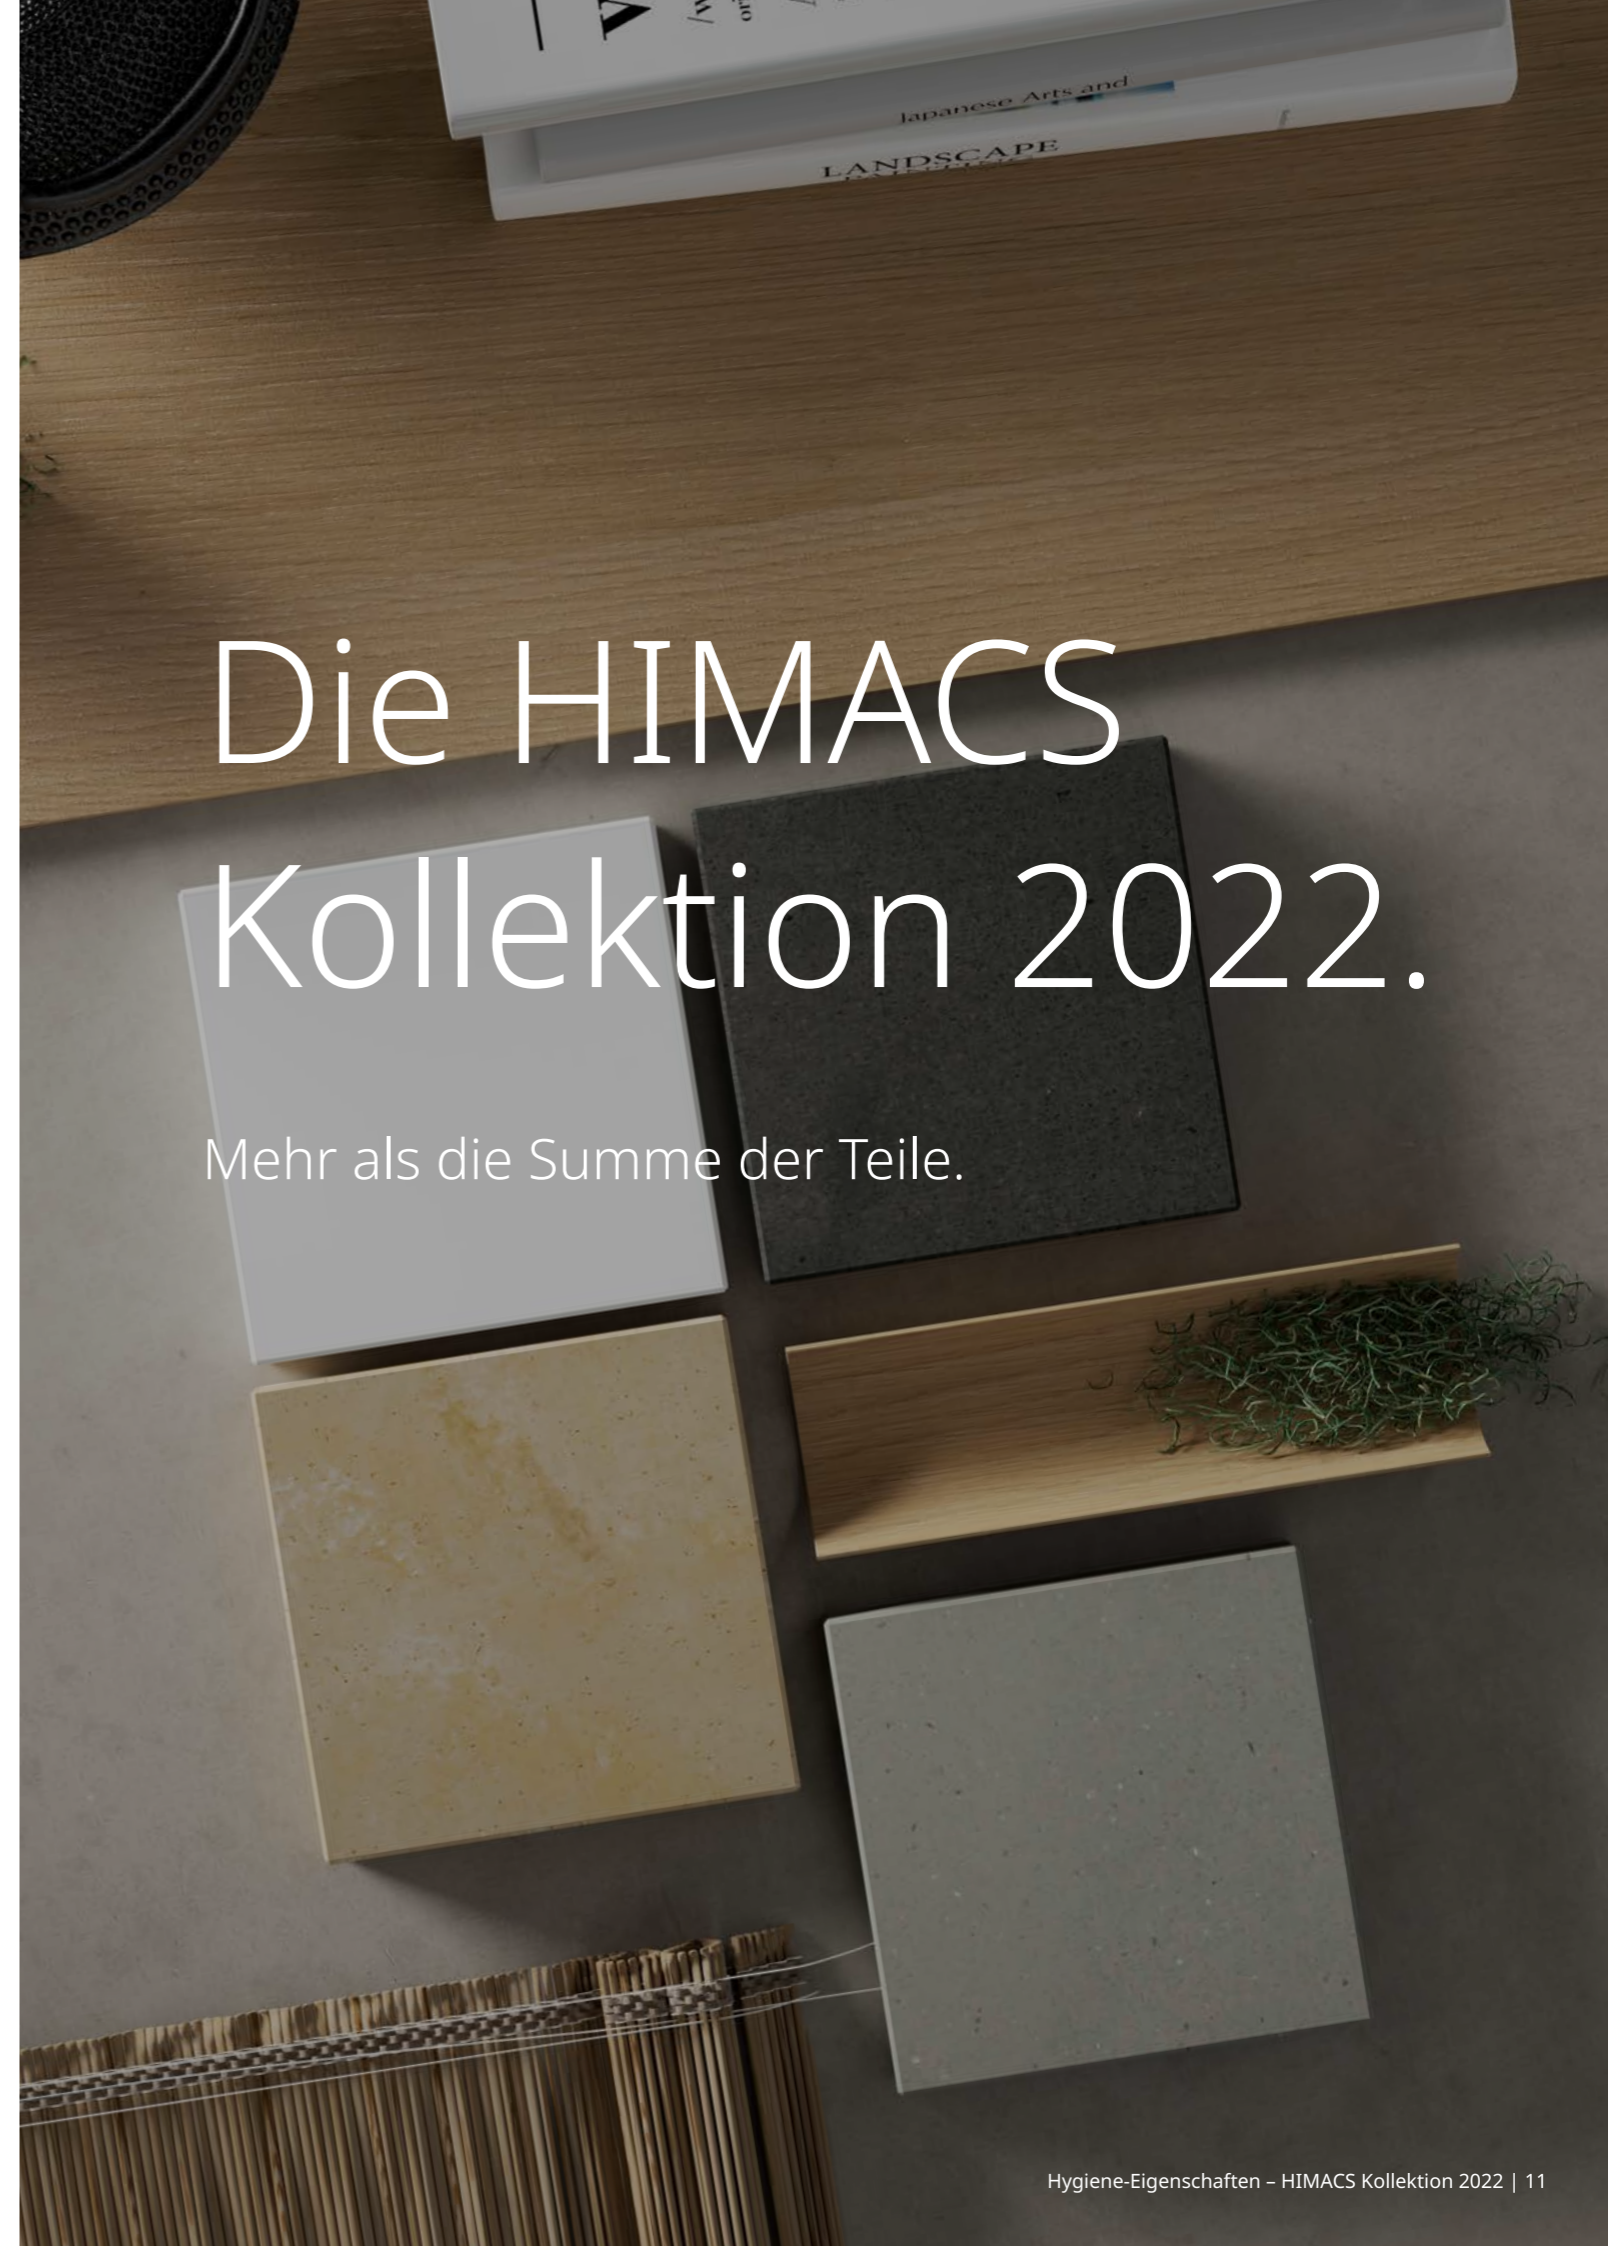 Japanese Arts and
LANDSCAPE
Die HIMACS
Kollektion 2022.
Mehr als die Summe der Teile.
Hygiene-Eigenschaften – HIMACS Kollektion 2022 | 11